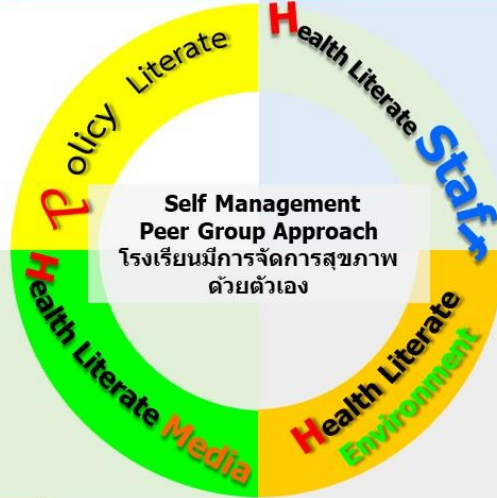 Policy Literate
Health Literate Staff
Self Management
Peer Group Approach
โรงเรียนมีการจัดการสุขภาพ
ด้วยตัวเอง
Health Literate Media
Health Literate
Environment